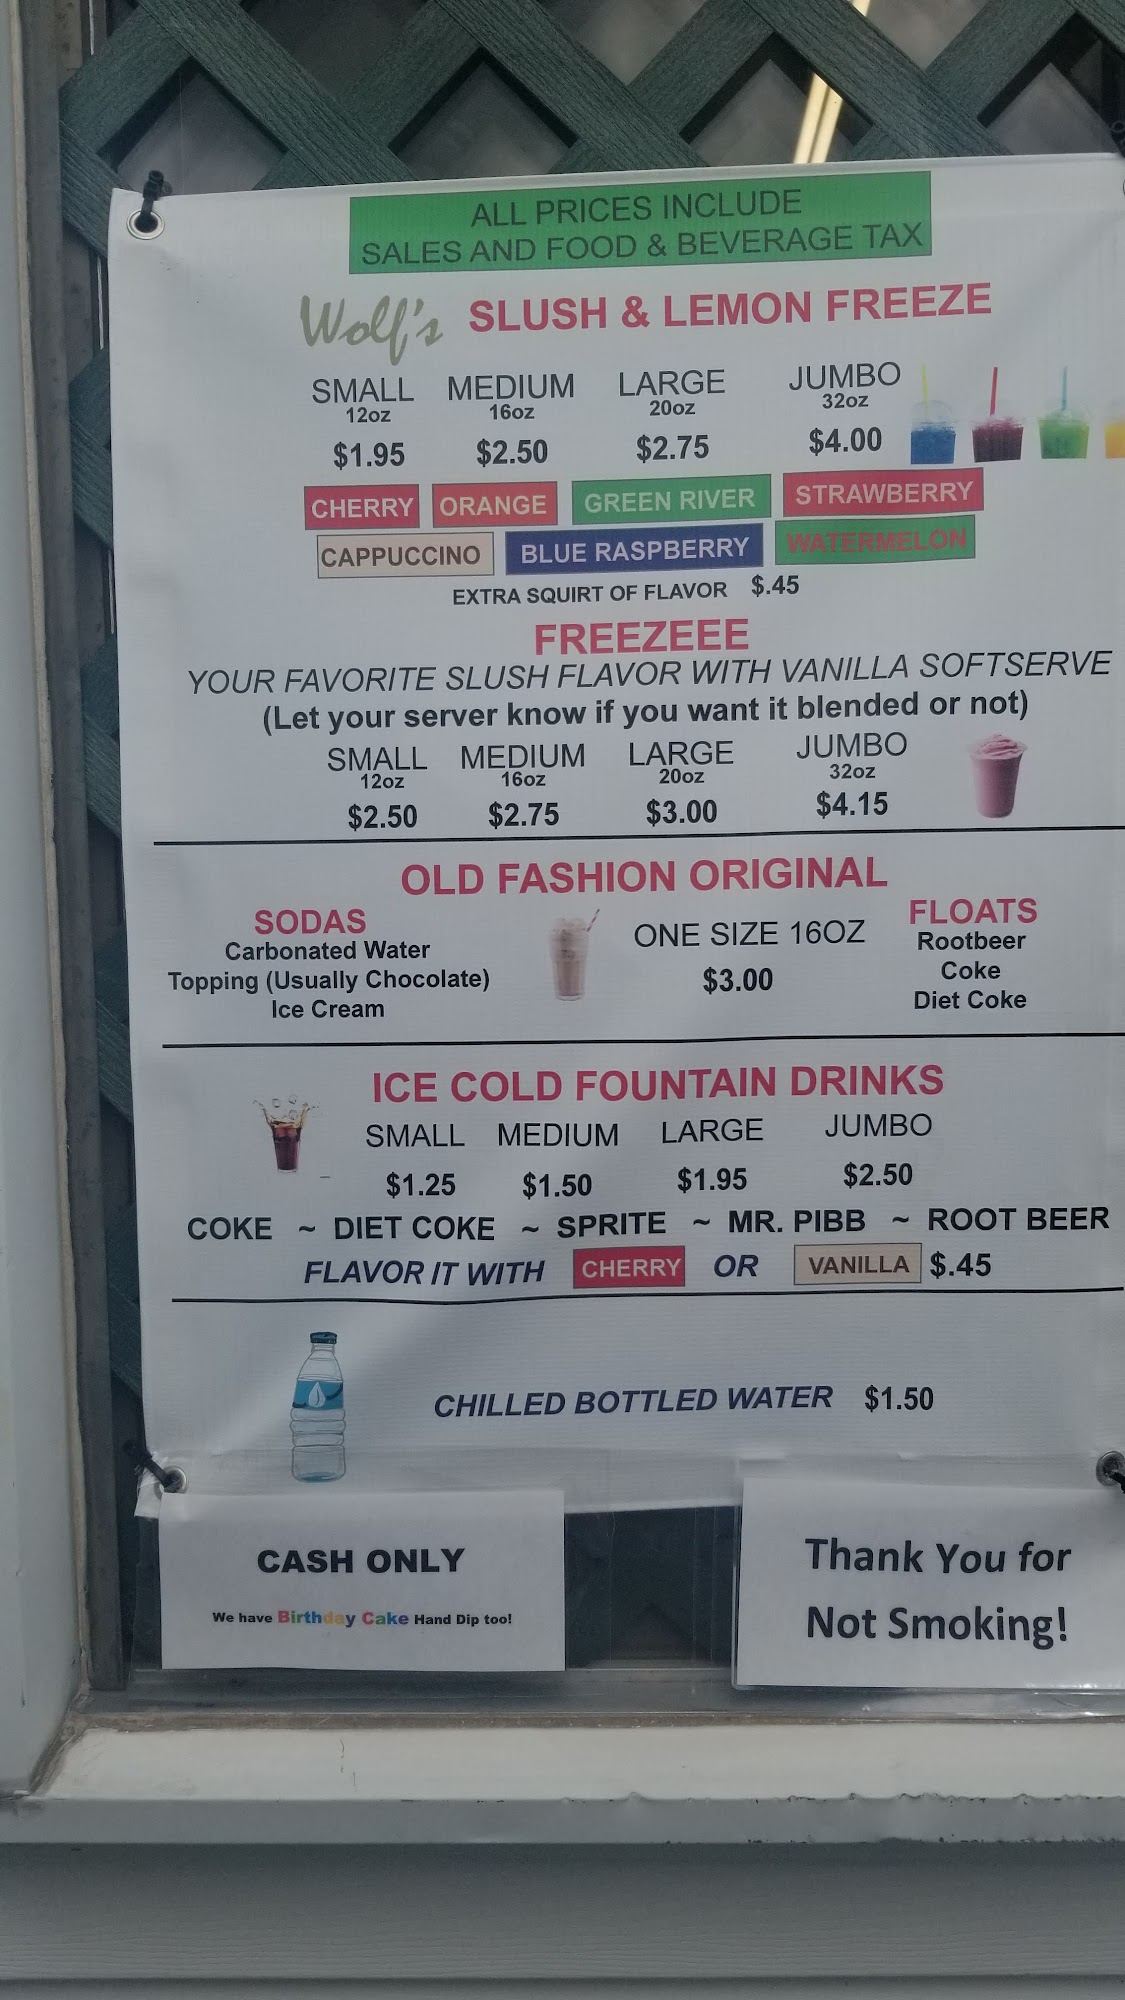 ALL PRICES INCLUDE
SALES AND FOOD & BEVERAGE TAX
Wolf's SLUSH & LEMON FREEZE
SMALL MEDIUM LARGE JUMBO
12oz 16oz 20oz 32oz
$1.95 $2.50 $2.75 $4.00
CHERRY ORANGE GREEN RIVER STRAWBERRY
CAPPUCCINO BLUE RASPBERRY WATERMELON
EXTRA SQUIRT OF FLAVOR $.45
FREEZEEE
YOUR FAVORITE SLUSH FLAVOR WITH VANILLA SOFTSERVE
(Let your server know if you want it blended or not)
SMALL MEDIUM LARGE JUMBO
12oz 16oz 20oz 32oz
$2.50 $2.75 $3.00 $4.15
OLD FASHION ORIGINAL
SODAS
Carbonated Water
Topping (Usually Chocolate)
Ice Cream
ONE SIZE 16OZ
$3.00
FLOATS
Rootbeer
Coke
Diet Coke
ICE COLD FOUNTAIN DRINKS
SMALL MEDIUM LARGE JUMBO
$1.25 $1.50 $1.95 $2.50
COKE ~ DIET COKE ~ SPRITE ~ MR. PIBB ~ ROOT BEER
FLAVOR IT WITH CHERRY OR VANILLA $.45
CHILLED BOTTLED WATER $1.50
CASH ONLY
We have Birthday Cake Hand Dip too!
Thank You for
Not Smoking!